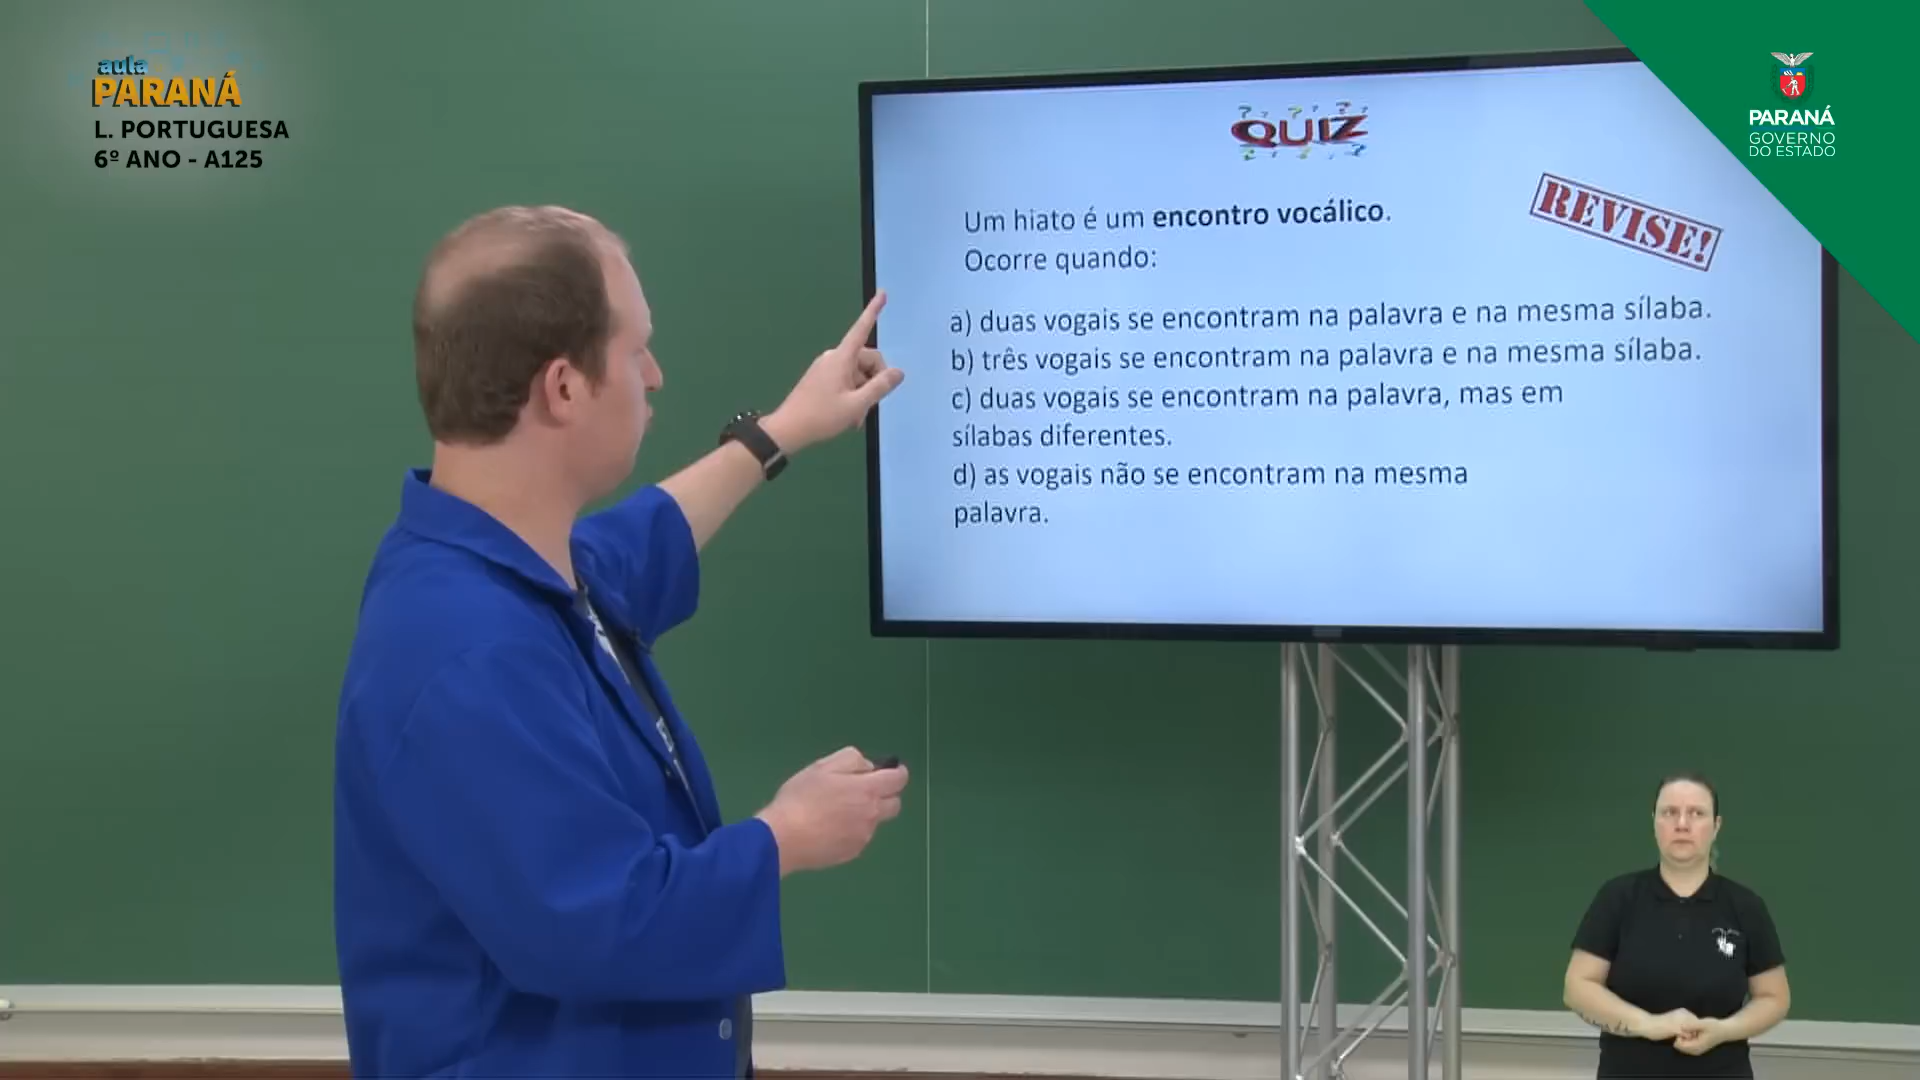 aula
PARANÁ
L. PORTUGUESA
6º ANO - A125
QUIZ
REVISE!
Um hiato é um encontro vocálico.
Ocorre quando:
a) duas vogais se encontram na palavra e na mesma sílaba.
b) três vogais se encontram na palavra e na mesma sílaba.
c) duas vogais se encontram na palavra, mas em
sílabas diferentes.
d) as vogais não se encontram na mesma
palavra.
PARANÁ
GOVERNO
DO ESTADO